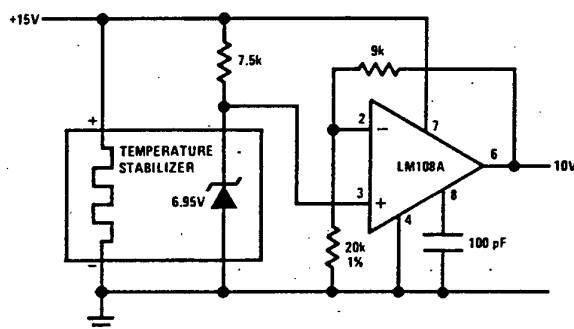 +15V
7.5k
9k
7
2
−
LM108A
6
10V
+
TEMPERATURE
STABILIZER
6.95V
3
+
8
4
20k
1%
100 pF
−